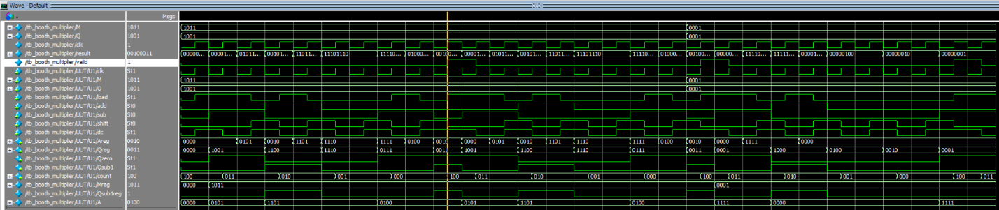 Wave - Default
Msgs
/tb_booth_multiplier/M 1011 1011 0001
/tb_booth_multiplier/Q 1001 1001 0001
/tb_booth_multiplier/clk 1
/tb_booth_multiplier/result 00100011 00000... 00001... 01011... 00101... 11011... 11101110 11110... 01000... 00100... 00001... 01011... 00101... 11011... 11101110 11110... 01000... 00100... 00000... 11110... 11111... 00001... 00000100 00000010 00000001
/tb_booth_multiplier/valid 1
/tb_booth_multiplier/UUT/U1/clk St1
/tb_booth_multiplier/UUT/U1/M 1011 1011 0001
/tb_booth_multiplier/UUT/U1/Q 1001 1001 0001
/tb_booth_multiplier/UUT/U1/load St1
/tb_booth_multiplier/UUT/U1/add St0
/tb_booth_multiplier/UUT/U1/sub St0
/tb_booth_multiplier/UUT/U1/shift St0
/tb_booth_multiplier/UUT/U1/dc St1
/tb_booth_multiplier/UUT/U1/Areg 0010 0000 0101 0010 1101 1110 1111 0100 0010 0000 0101 0010 1101 1110 1111 0100 0010 0000 1111 0000
/tb_booth_multiplier/UUT/U1/Qreg 0011 0000 1001 1100 1110 0111 0011 1001 1100 1110 0111 0011 0001 1000 0100 0010 0001
/tb_booth_multiplier/UUT/U1/Qzero St1
/tb_booth_multiplier/UUT/U1/Qsub1 St1
/tb_booth_multiplier/UUT/U1/count 100 100 011 010 001 000 100 011 010 001 000 100 011 010 001 000 100 011
/tb_booth_multiplier/UUT/U1/Mreg 1011 0000 1011 0001
/tb_booth_multiplier/UUT/U1/Qsub1reg 1
/tb_booth_multiplier/UUT/U1/A 0100 0000 0101 1101 0100 0101 1101 0100 1111 0000 1111